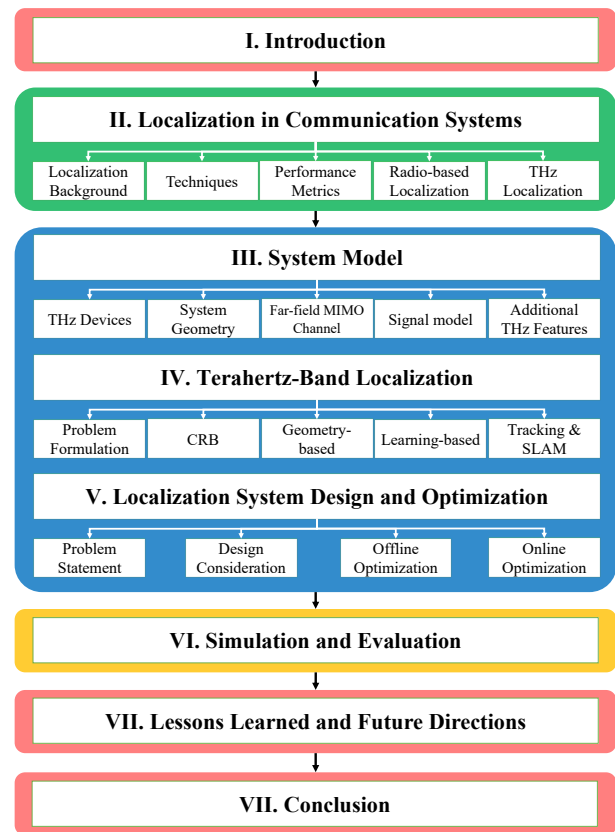 I. Introduction
II. Localization in Communication Systems
Localization
Background
Techniques
Performance
Metrics
Radio-based
Localization
THz
Localization
III. System Model
THz Devices
System
Geometry
Far-field MIMO
Channel
Signal model
Additional
THz Features
IV. Terahertz-Band Localization
Problem
Formulation
CRB
Geometry-
based
Learning-based
Tracking &
SLAM
V. Localization System Design and Optimization
Problem
Statement
Design
Consideration
Offline
Optimization
Online
Optimization
VI. Simulation and Evaluation
VII. Lessons Learned and Future Directions
VII. Conclusion